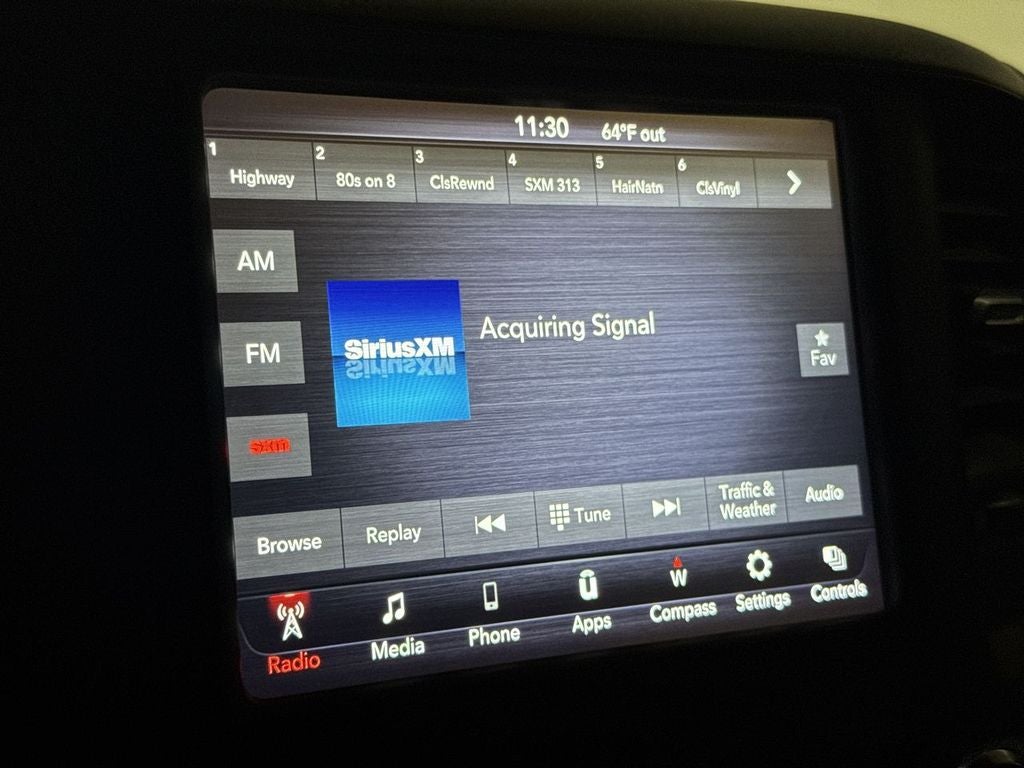 11:30 64°F out
1 Highway
2 80s on 8
3 ClsRewnd
4 SXM 313
5 HairNatn
6 ClsVinyl
AM
FM
sxm
SiriusXM
Acquiring Signal
Fav
Browse
Replay
Tune
Traffic &
Weather
Audio
Radio
Media
Phone
ü
Apps
W
Compass
Settings
Controls